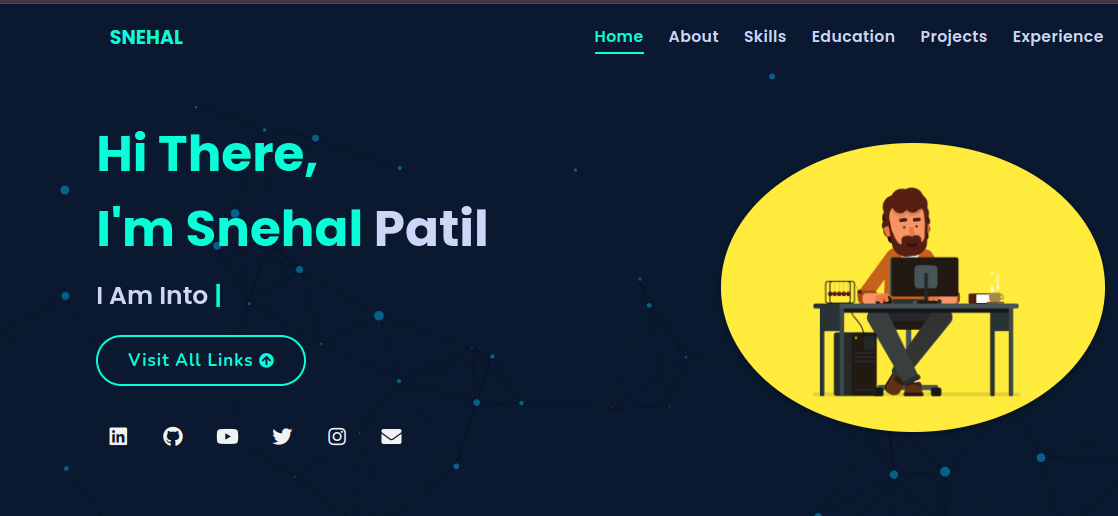 SNEHAL
Home About Skills Education Projects Experience
Hi There,
I'm Snehal Patil
I Am Into |
Visit All Links